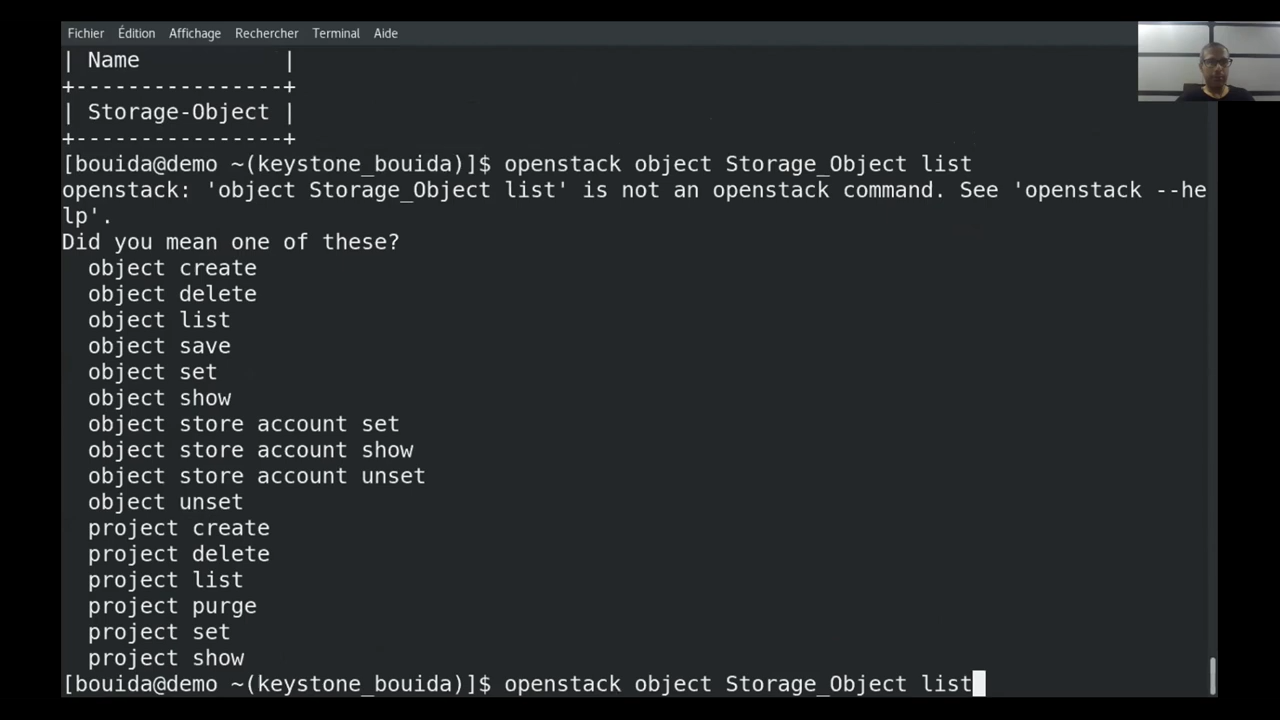 Fichier Édition Affichage Rechercher Terminal Aide
| Name           |
+----------------+
| Storage-Object |
+----------------+
[bouida@demo ~(keystone_bouida)]$ openstack object Storage_Object list
openstack: 'object Storage_Object list' is not an openstack command. See 'openstack --he
lp'.
Did you mean one of these?
  object create
  object delete
  object list
  object save
  object set
  object show
  object store account set
  object store account show
  object store account unset
  object unset
  project create
  project delete
  project list
  project purge
  project set
  project show
[bouida@demo ~(keystone_bouida)]$ openstack object Storage_Object list